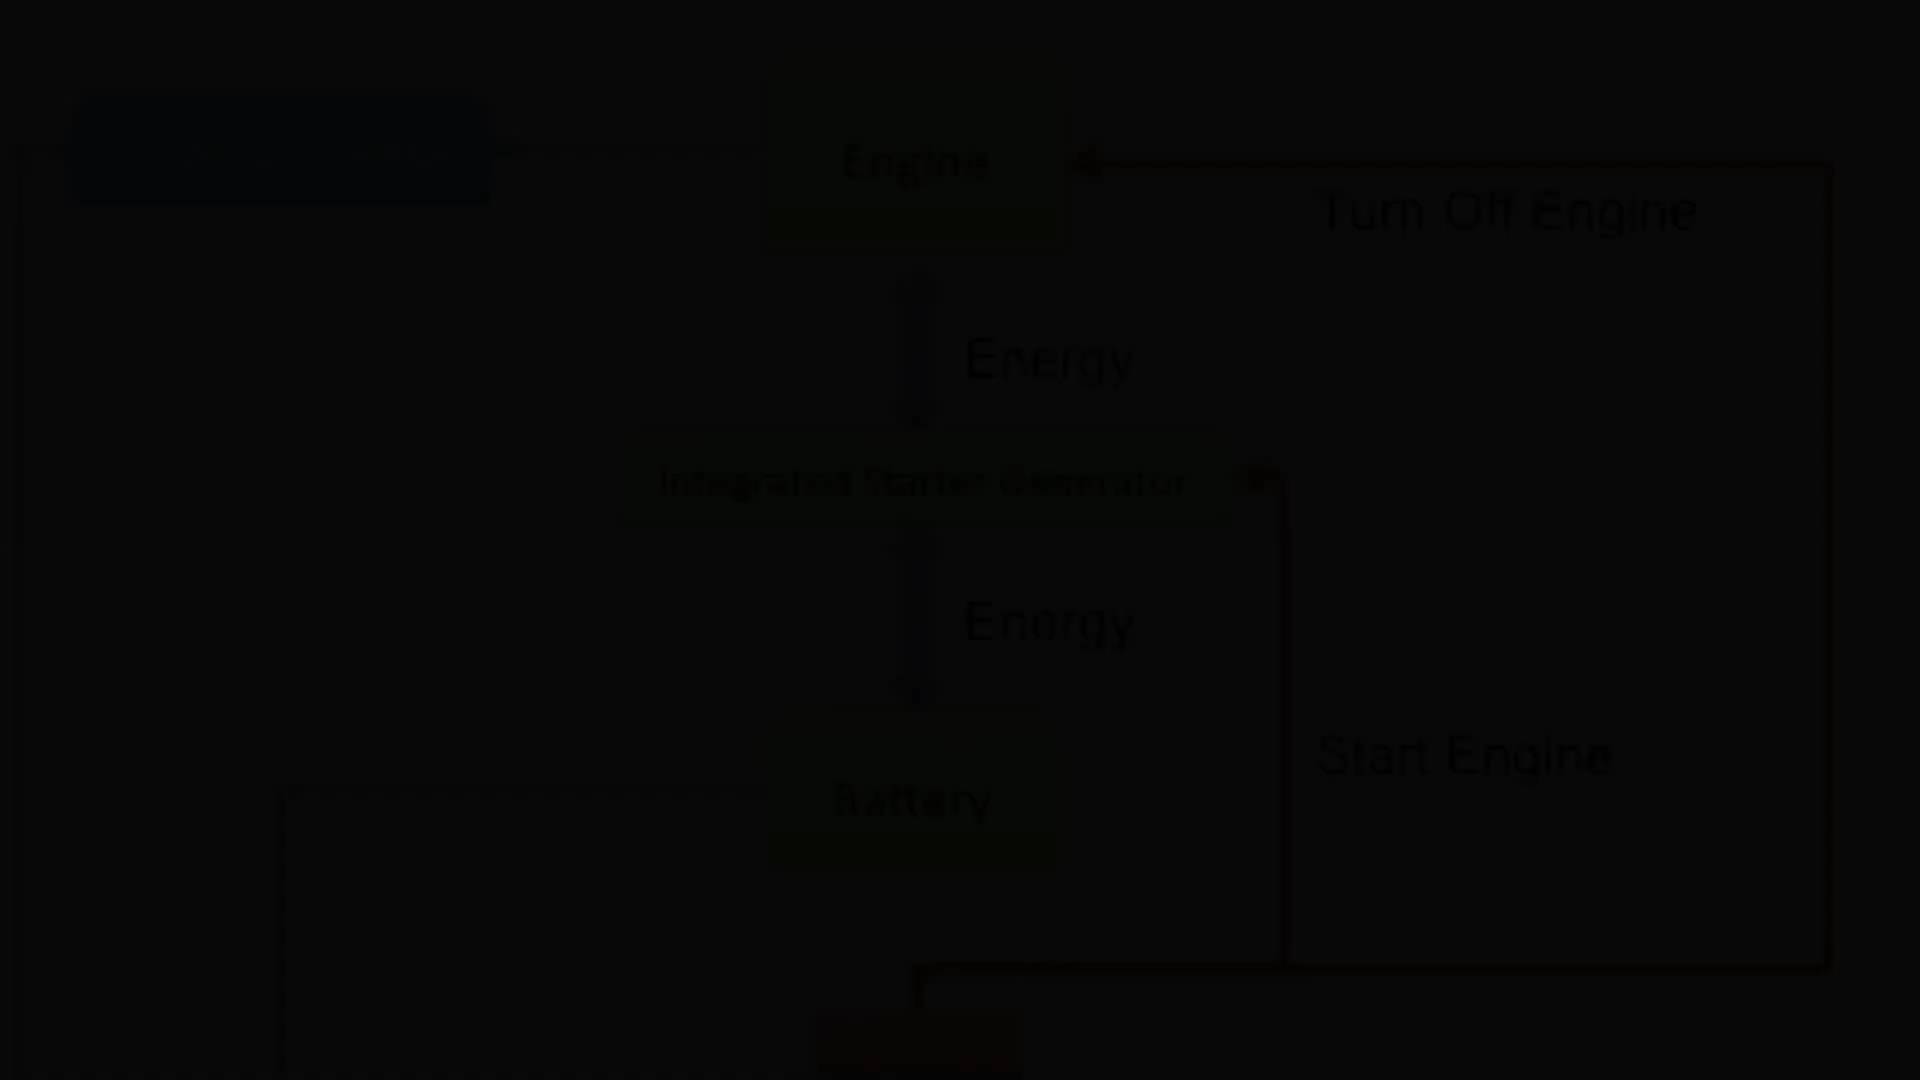 Engine
Turn Off Engine
Energy
Integrated Starter Generator
Energy
Start Engine
Battery